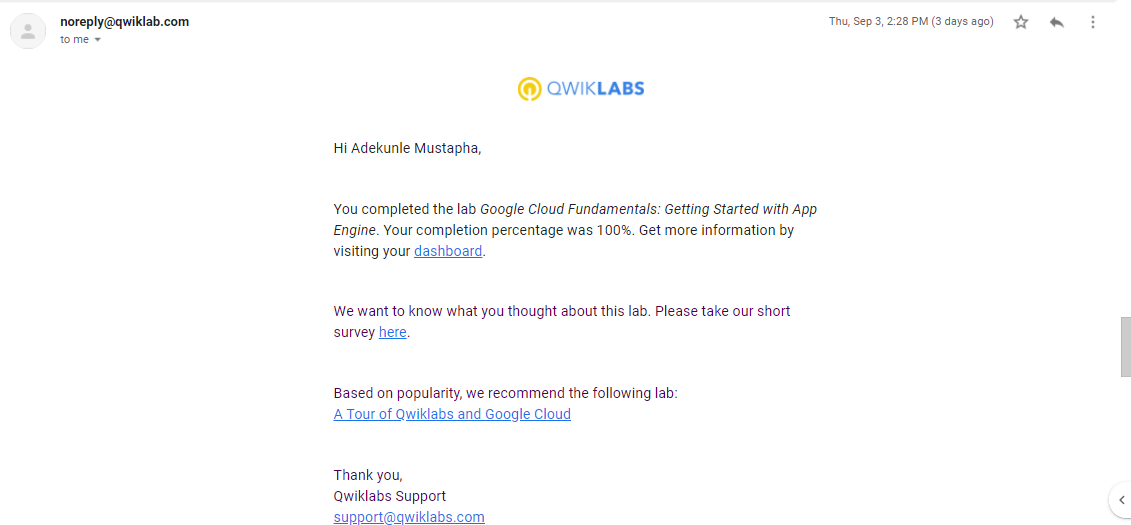 noreply@qwiklab.com
Thu, Sep 3, 2:28 PM (3 days ago)
to me
QWIKLABS
Hi Adekunle Mustapha,
You completed the lab Google Cloud Fundamentals: Getting Started with App
Engine. Your completion percentage was 100%. Get more information by
visiting your dashboard.
We want to know what you thought about this lab. Please take our short
survey here.
Based on popularity, we recommend the following lab:
A Tour of Qwiklabs and Google Cloud
Thank you,
Qwiklabs Support
support@qwiklabs.com